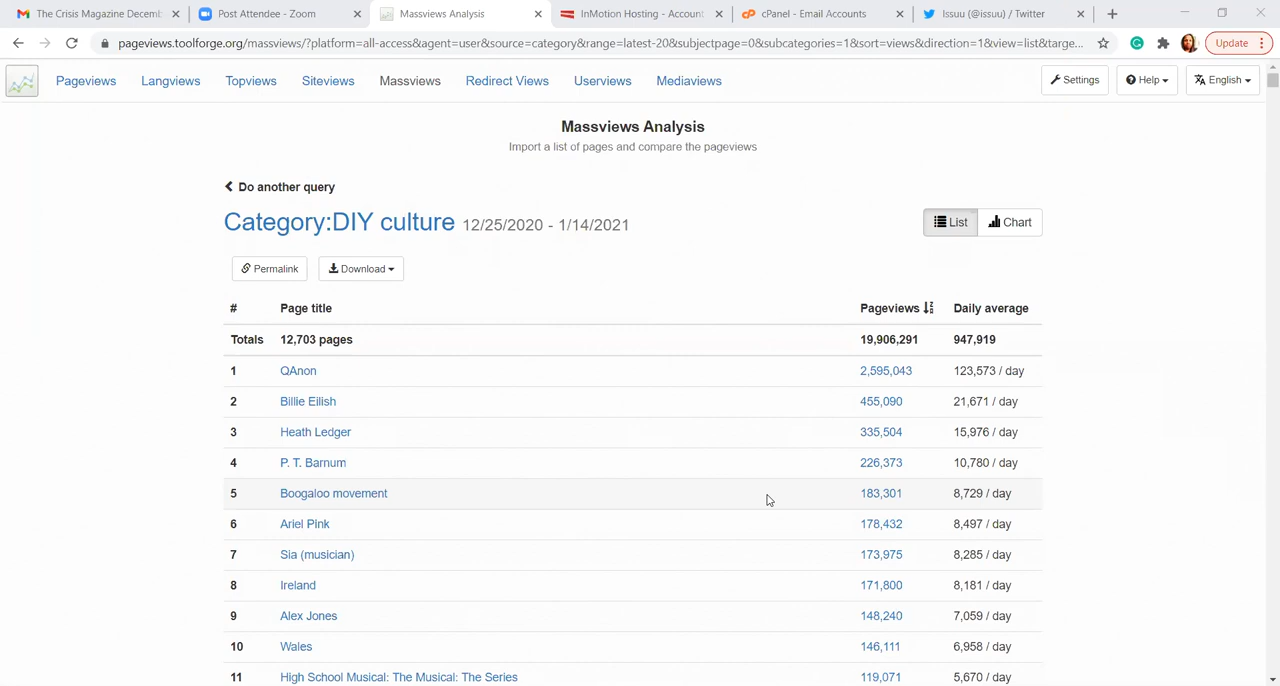 The Crisis Magazine Decemb
Post Attendee - Zoom
Massviews Analysis
InMotion Hosting - Account
cPanel - Email Accounts
Issuu (@issuu) / Twitter
pageviews.toolforge.org/massviews/?platform=all-access&agent=user&source=category&range=latest-20&subjectpage=0&subcategories=1&sort=views&direction=1&view=list&targe...
Update
Pageviews Langviews Topviews Siteviews Massviews Redirect Views Userviews Mediaviews
Settings Help English
Massviews Analysis
Import a list of pages and compare the pageviews
Do another query
Category:DIY culture 12/25/2020 - 1/14/2021
List Chart
Permalink Download
# Page title Pageviews Daily average
Totals 12,703 pages 19,906,291 947,919
1 QAnon 2,595,043 123,573 / day
2 Billie Eilish 455,090 21,671 / day
3 Heath Ledger 335,504 15,976 / day
4 P. T. Barnum 226,373 10,780 / day
5 Boogaloo movement 183,301 8,729 / day
6 Ariel Pink 178,432 8,497 / day
7 Sia (musician) 173,975 8,285 / day
8 Ireland 171,800 8,181 / day
9 Alex Jones 148,240 7,059 / day
10 Wales 146,111 6,958 / day
11 High School Musical: The Musical: The Series 119,071 5,670 / day